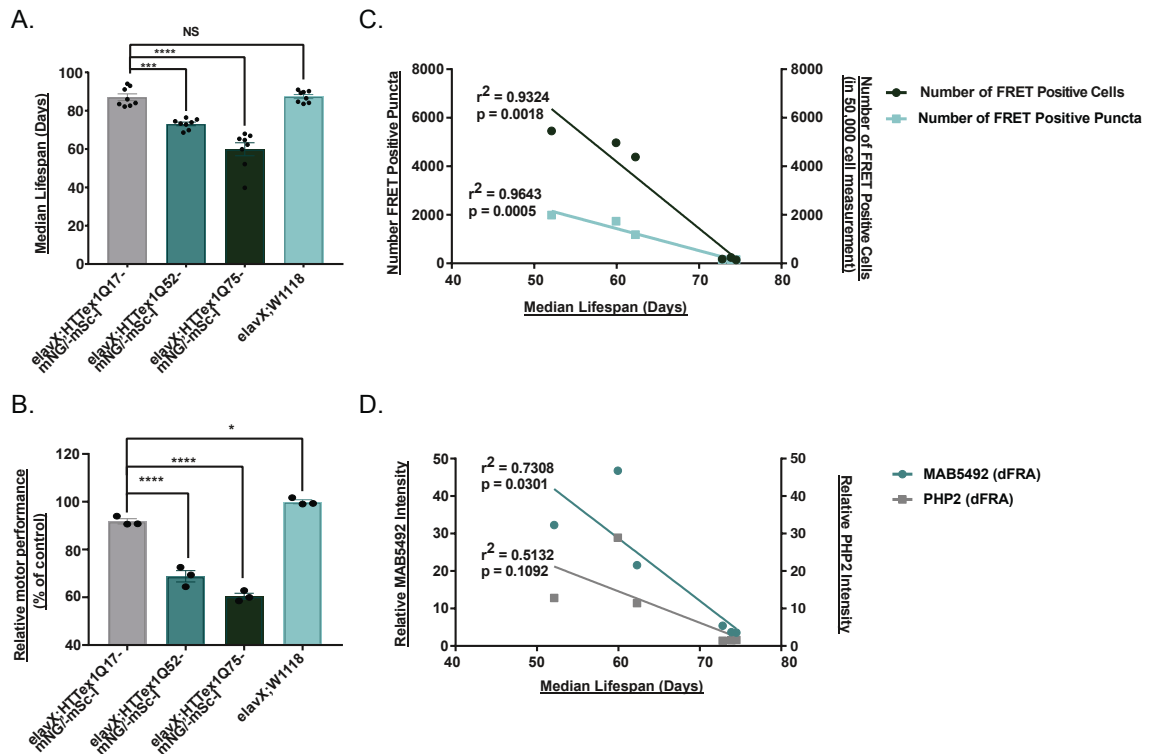 A.
NS
****
***
Median Lifespan (Days)
100
80
60
40
20
0
elavX;HTTex1Q17-
mNG/-mSc-I
elavX;HTTex1Q52-
mNG/-mSc-I
elavX;HTTex1Q75-
mNG/-mSc-I
elavX;W1118
C.
Number FRET Positive Puncta
8000
6000
4000
2000
0
r2 = 0.9324
p = 0.0018
r2 = 0.9643
p = 0.0005
40
50
60
70
80
Median Lifespan (Days)
8000
6000
4000
2000
0
Number of FRET Positive Cells
(in 50,000 cell measurement)
Number of FRET Positive Cells
Number of FRET Positive Puncta
B.
*
****
****
Relative motor performance
(% of control)
120
100
80
60
40
elavX;HTTex1Q17-
mNG/-mSc-I
elavX;HTTex1Q52-
mNG/-mSc-I
elavX;HTTex1Q75-
mNG/-mSc-I
elavX;W1118
D.
Relative MAB5492 Intensity
50
40
30
20
10
0
r2 = 0.7308
p = 0.0301
r2 = 0.5132
p = 0.1092
40
50
60
70
80
Median Lifespan (Days)
50
40
30
20
10
0
Relative PHP2 Intensity
MAB5492 (dFRA)
PHP2 (dFRA)